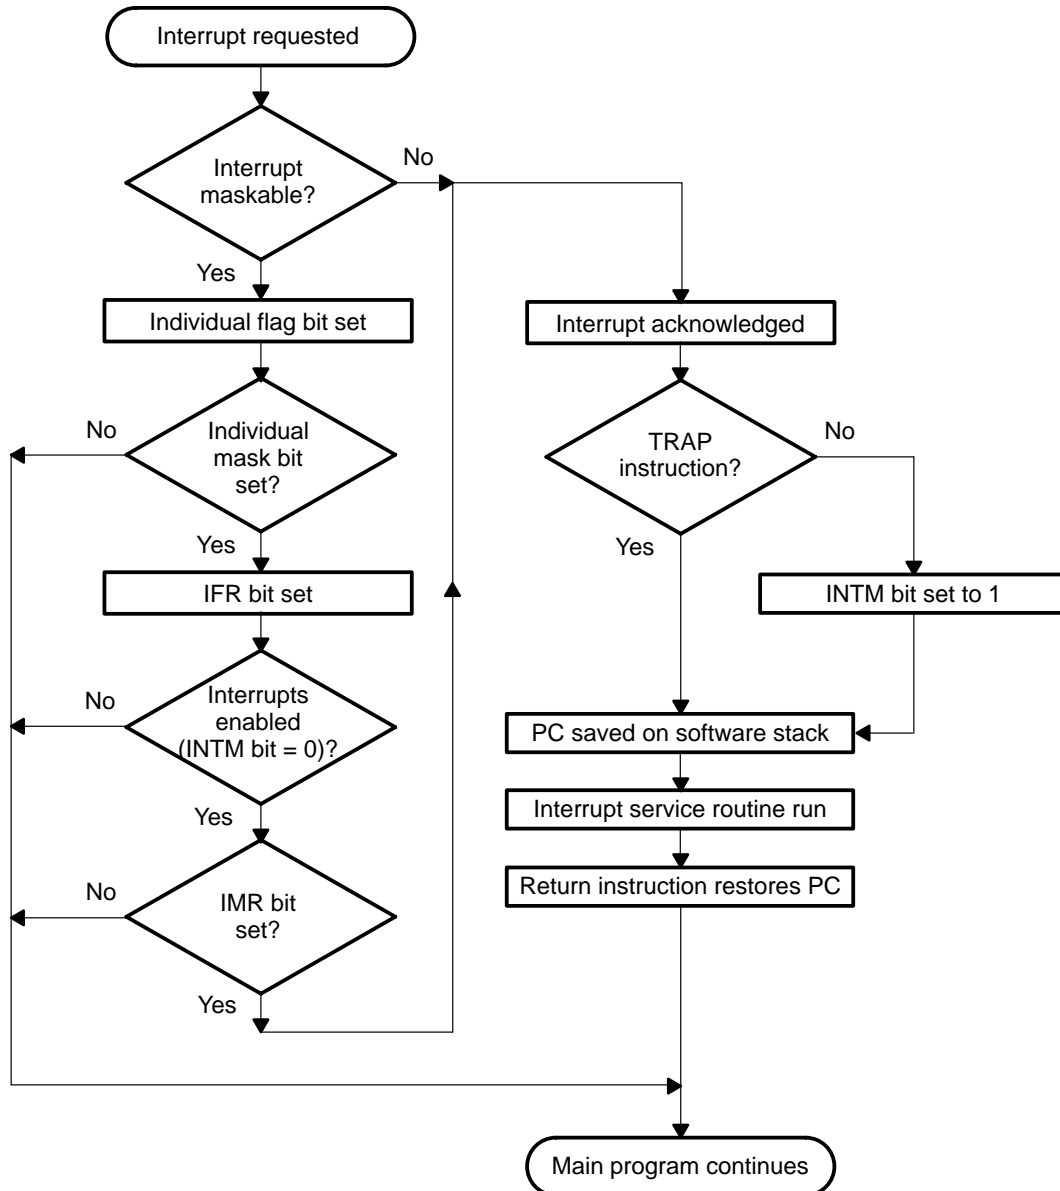 Interrupt requested
Interrupt
maskable?
No
Yes
Individual flag bit set
No
Individual
mask bit
set?
Yes
IFR bit set
No
Interrupts
enabled
(INTM bit = 0)?
Yes
No
IMR bit
set?
Yes
Interrupt acknowledged
TRAP
instruction?
No
Yes
INTM bit set to 1
PC saved on software stack
Interrupt service routine run
Return instruction restores PC
Main program continues